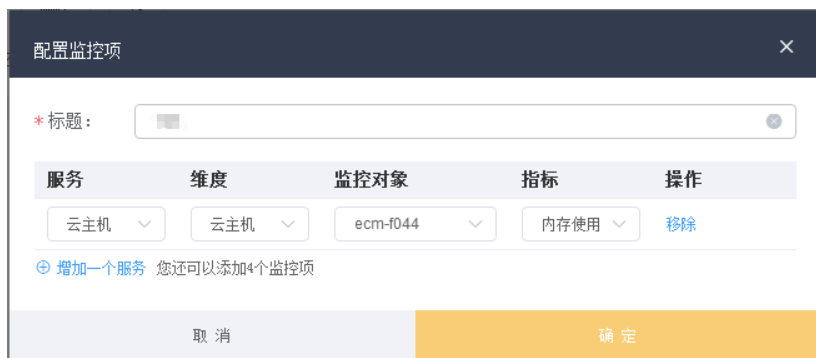 配置监控项
*标题：
服务 维度 监控对象 指标 操作
云主机 云主机 ecm-f044 内存使用 移除
增加一个服务 您还可以添加4个监控项
取 消 确 定